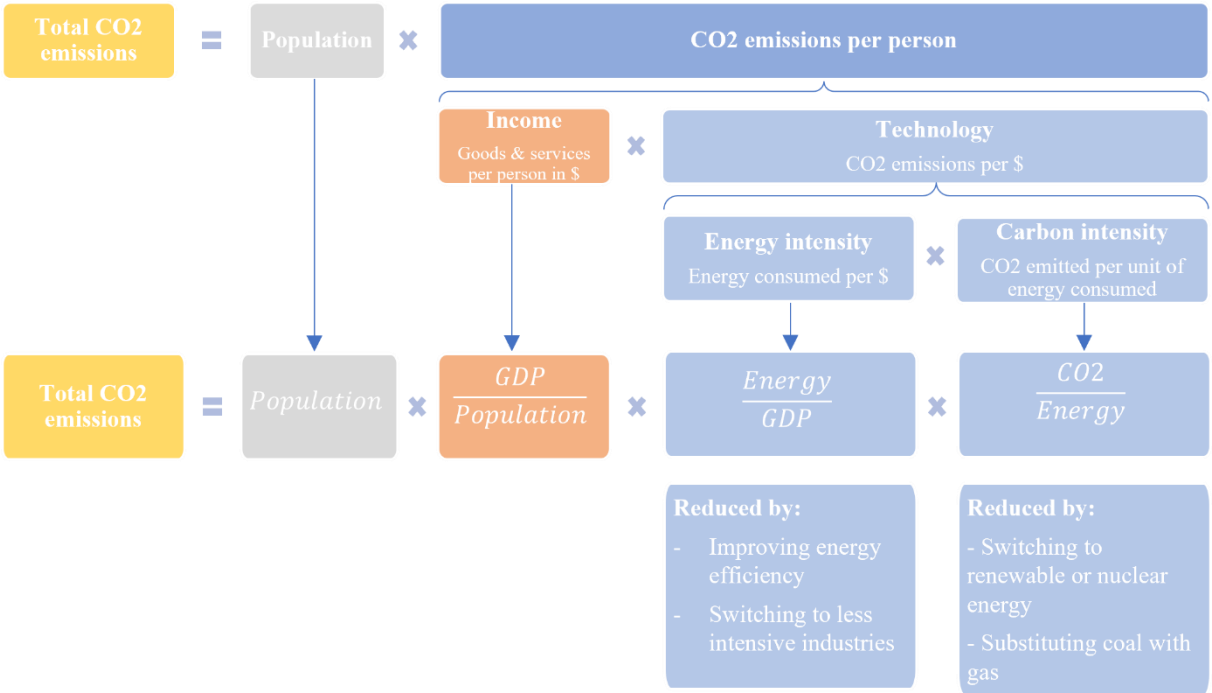 Total CO2
emissions
=
Population
×
CO2 emissions per person
Income
Goods & services
per person in $
×
Technology
CO2 emissions per $
Energy intensity
Energy consumed per $
×
Carbon intensity
CO2 emitted per unit of
energy consumed
Total CO2
emissions
=
Population
×
GDP
Population
×
Energy
GDP
×
CO2
Energy
Reduced by:
- Improving energy
efficiency
- Switching to less
intensive industries
Reduced by:
- Switching to
renewable or nuclear
energy
- Substituting coal with
gas